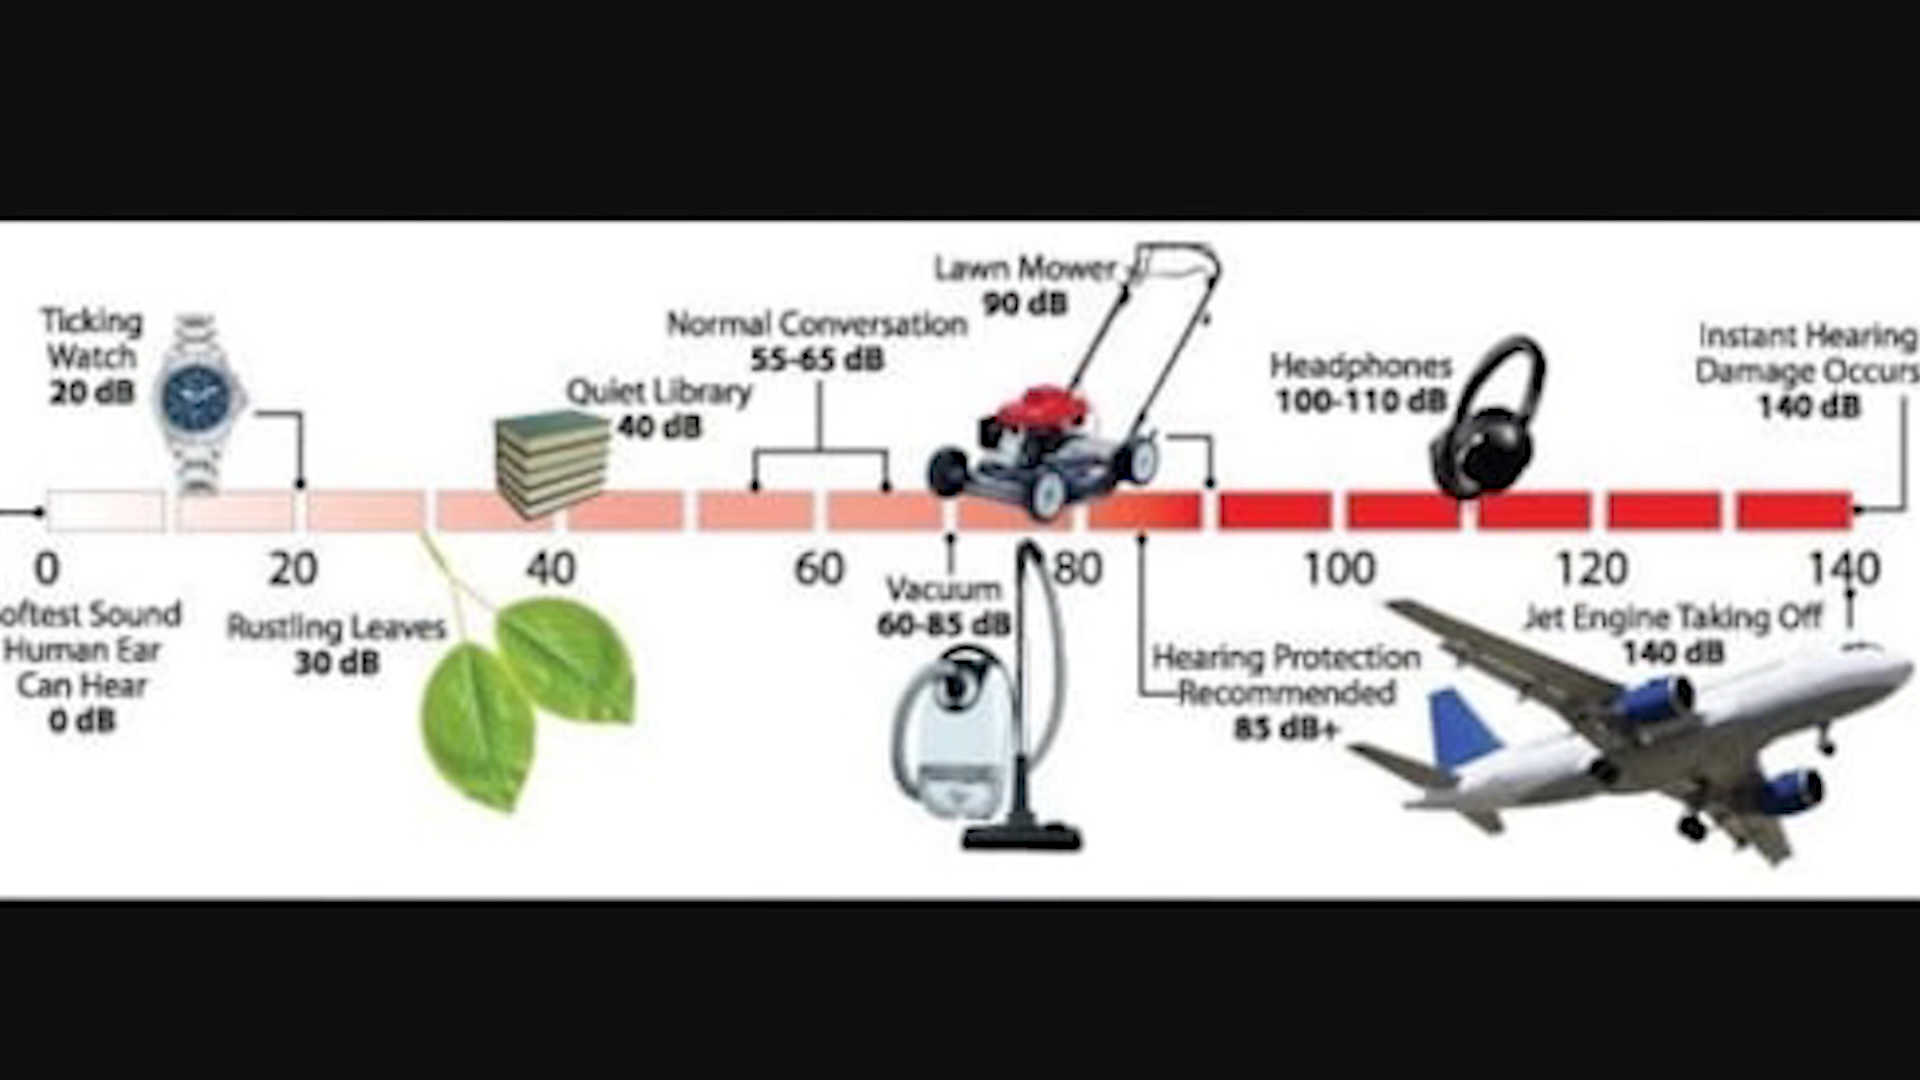 Ticking
Watch
20 dB
Quiet Library
40 dB
Normal Conversation
55-65 dB
Lawn Mower
90 dB
Headphones
100-110 dB
Instant Hearing
Damage Occurs
140 dB
0 20 40 60 80 100 120 140
oftest Sound
Human Ear
Can Hear
0 dB
Rustling Leaves
30 dB
Vacuum
60-85 dB
Hearing Protection
Recommended
85 dB+
Jet Engine Taking Off
140 dB